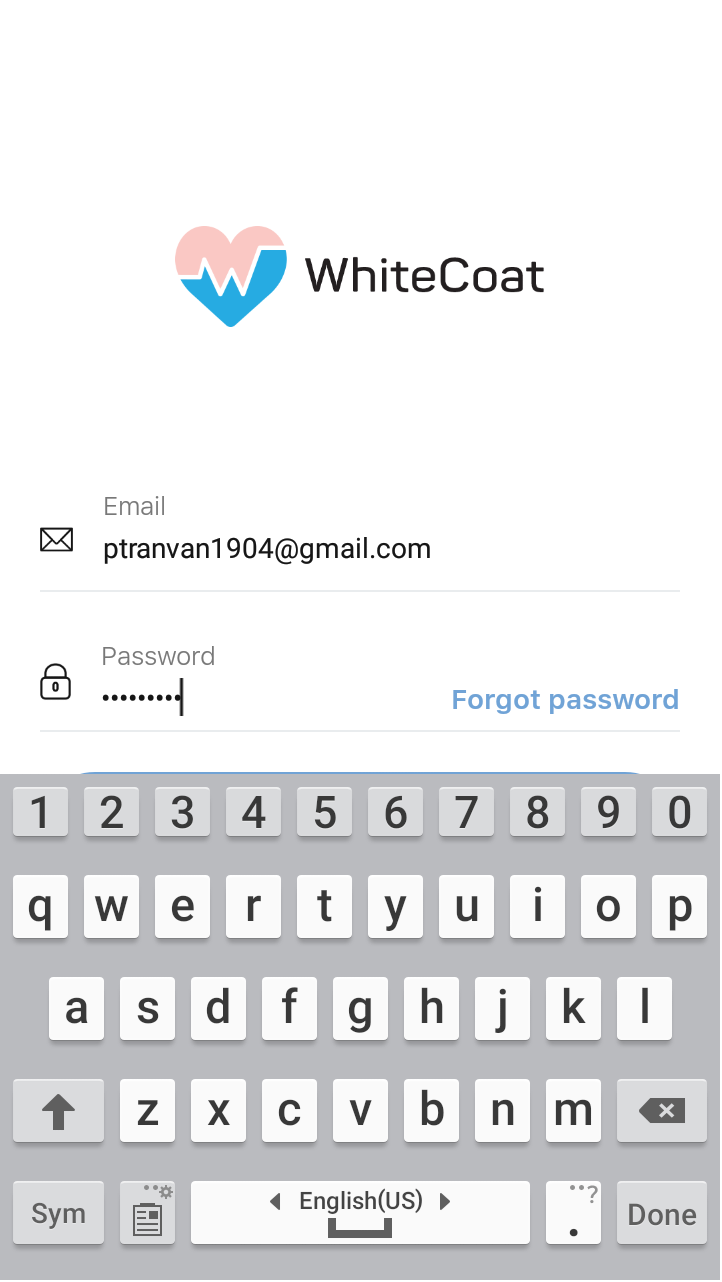 WhiteCoat
Email
ptranvan1904@gmail.com
Password
•••••••••
Forgot password
1 2 3 4 5 6 7 8 9 0
q w e r t y u i o p
a s d f g h j k l
z x c v b n m
Sym English(US) . ? Done